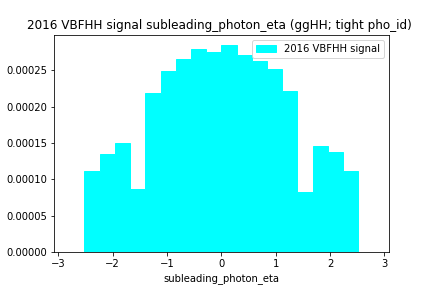 2016 VBFHH signal subleading_photon_eta (ggHH; tight pho_id)
2016 VBFHH signal
0.00025
0.00020
0.00015
0.00010
0.00005
0.00000
−3 −2 −1 0 1 2 3
subleading_photon_eta